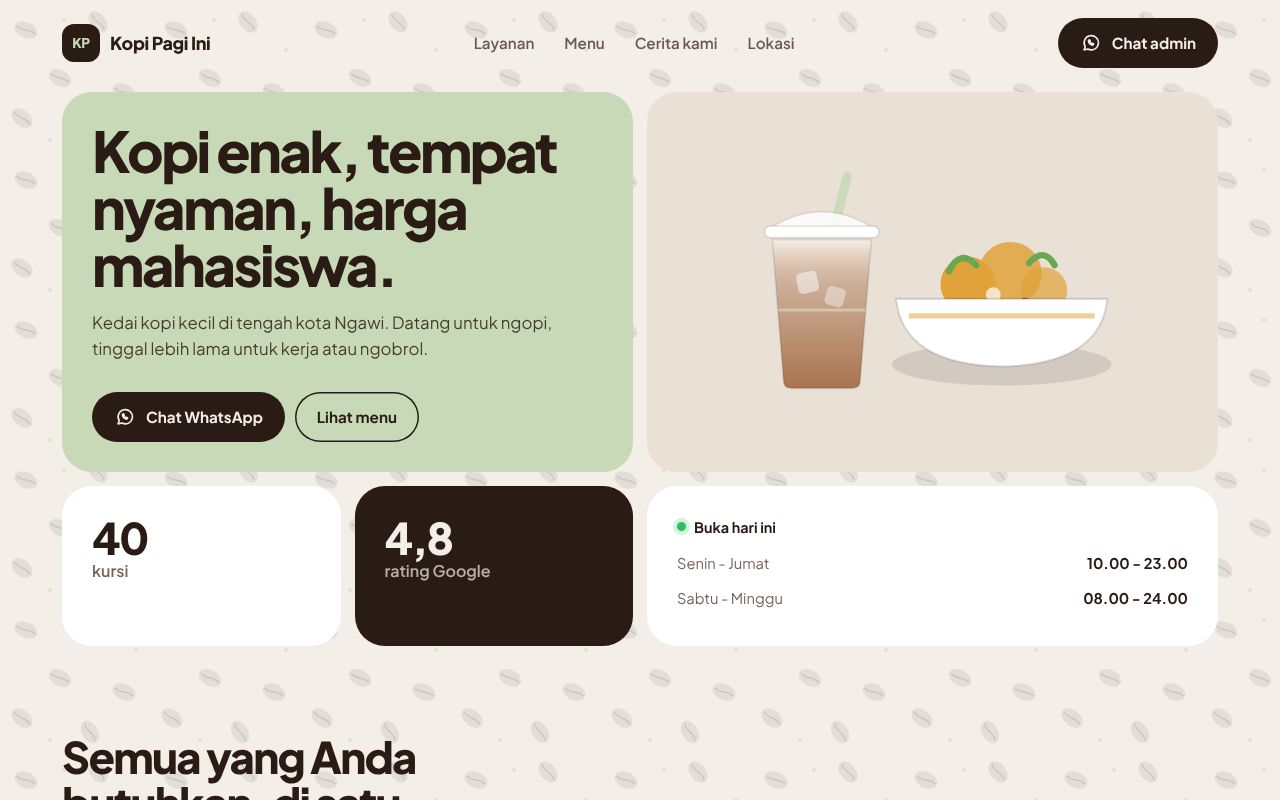 KP
Kopi Pagi Ini
Layanan
Menu
Cerita kami
Lokasi
Chat admin
Kopi enak, tempat
nyaman, harga
mahasiswa.
Kedai kopi kecil di tengah kota Ngawi. Datang untuk ngopi,
tinggal lebih lama untuk kerja atau ngobrol.
Chat WhatsApp
Lihat menu
40
kursi
4,8
rating Google
Buka hari ini
Senin - Jumat
10.00 – 23.00
Sabtu - Minggu
08.00 – 24.00
Semua yang Anda
butuhkan, di satu